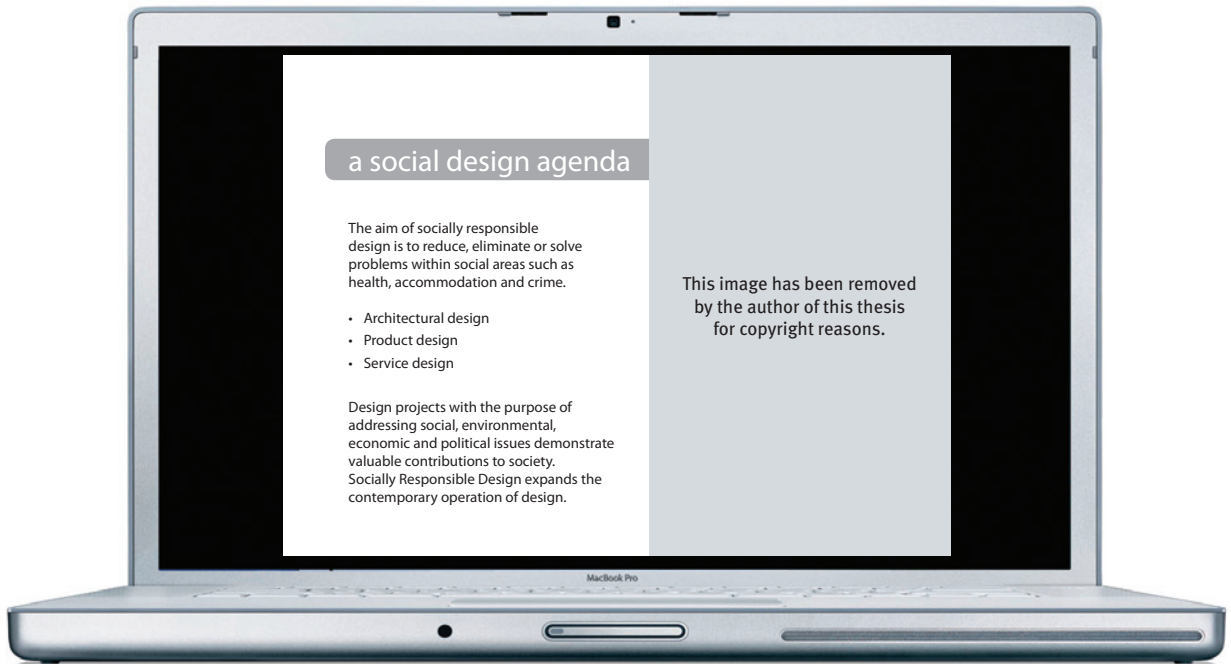 a social design agenda
The aim of socially responsible
design is to reduce, eliminate or solve
problems within social areas such as
health, accommodation and crime.
• Architectural design
• Product design
• Service design
Design projects with the purpose of
addressing social, environmental,
economic and political issues demonstrate
valuable contributions to society.
Socially Responsible Design expands the
contemporary operation of design.
This image has been removed
by the author of this thesis
for copyright reasons.
MacBook Pro